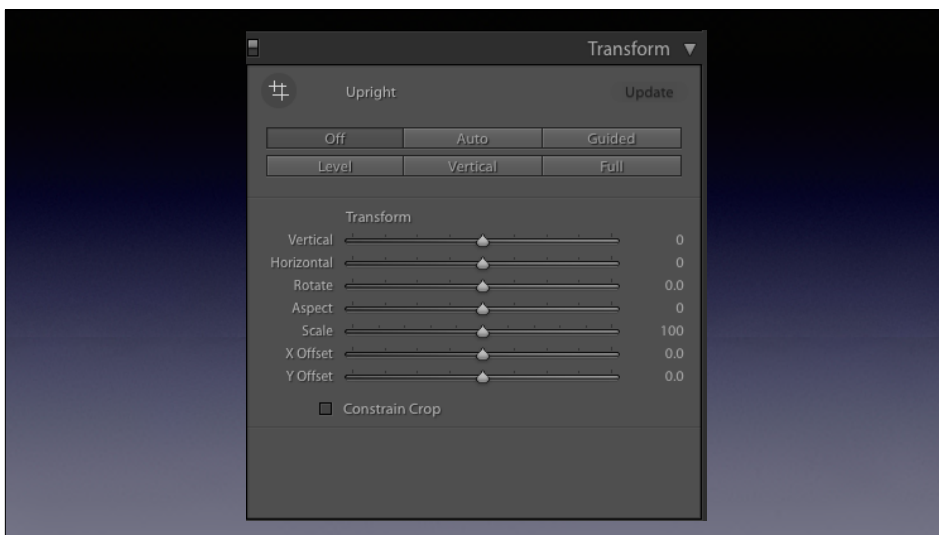 Transform
Upright Update
Off Auto Guided
Level Vertical Full
Transform
Vertical 0
Horizontal 0
Rotate 0.0
Aspect 0
Scale 100
X Offset 0.0
Y Offset 0.0
Constrain Crop